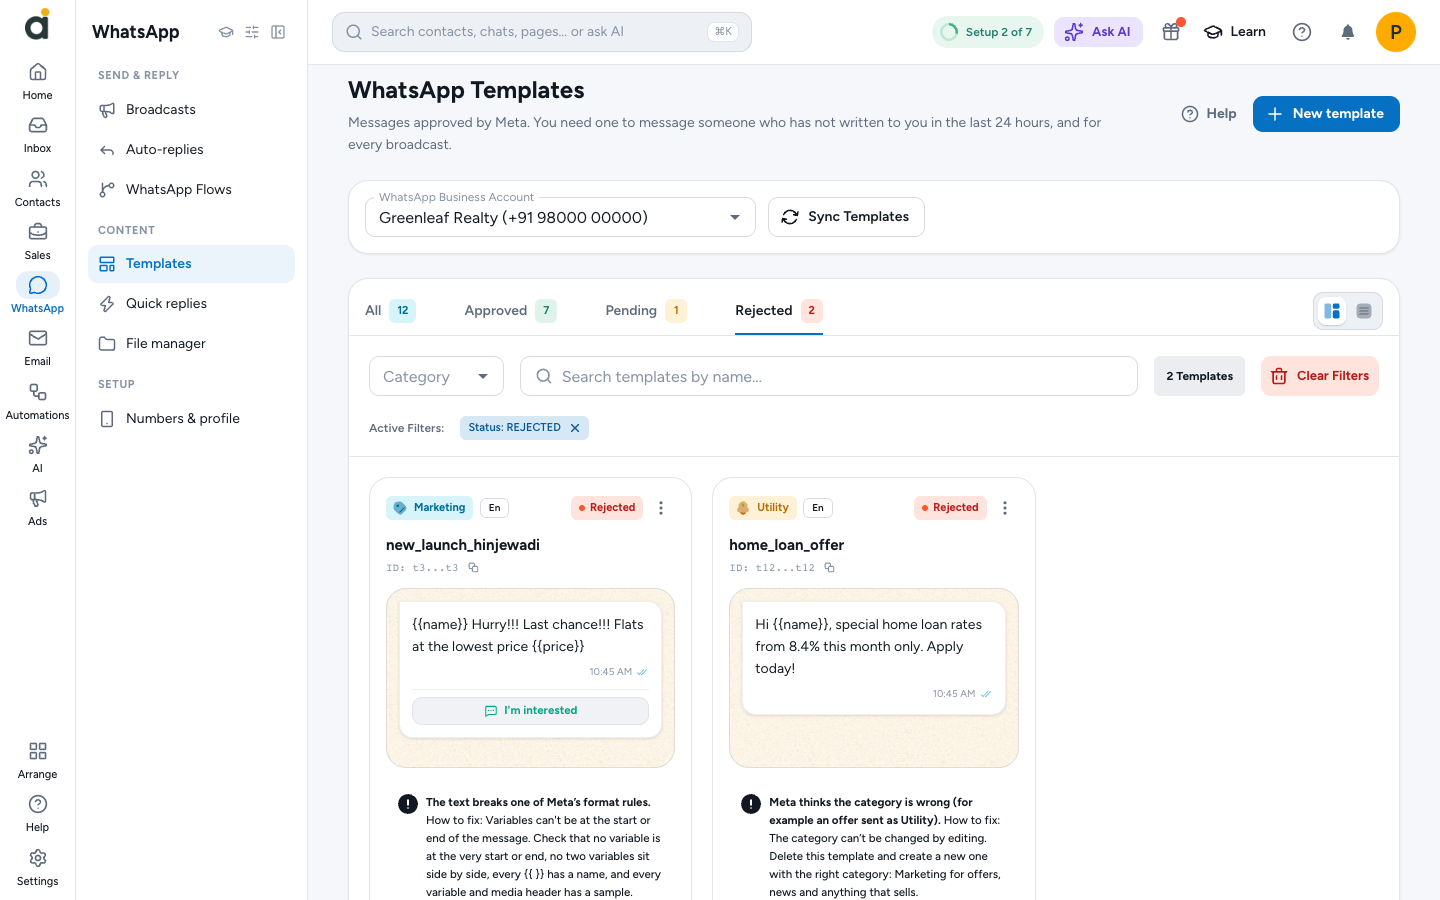 WhatsApp
Search contacts, chats, pages... or ask AI
⌘K
Setup 2 of 7
Ask AI
Learn
P
Home
Inbox
Contacts
Sales
WhatsApp
Email
Automations
AI
Ads
Arrange
Help
Settings
SEND & REPLY
Broadcasts
Auto-replies
WhatsApp Flows
CONTENT
Templates
Quick replies
File manager
SETUP
Numbers & profile
WhatsApp Templates
Messages approved by Meta. You need one to message someone who has not written to you in the last 24 hours, and for
every broadcast.
Help
New template
WhatsApp Business Account
Greenleaf Realty (+91 98000 00000)
Sync Templates
All 12
Approved 7
Pending 1
Rejected 2
Category
Search templates by name...
2 Templates
Clear Filters
Active Filters:
Status: REJECTED
Marketing
En
Rejected
new_launch_hinjewadi
ID: t3...t3
{{name}} Hurry!!! Last chance!!! Flats
at the lowest price {{price}}
10:45 AM
I'm interested
The text breaks one of Meta's format rules.
How to fix: Variables can't be at the start or
end of the message. Check that no variable is
at the very start or end, no two variables sit
side by side, every {{ }} has a name, and every
variable and media header has a sample.
Utility
En
Rejected
home_loan_offer
ID: t12...t12
Hi {{name}}, special home loan rates
from 8.4% this month only. Apply
today!
10:45 AM
Meta thinks the category is wrong (for
example an offer sent as Utility). How to fix:
The category can't be changed by editing.
Delete this template and create a new one
with the right category: Marketing for offers,
news and anything that sells.